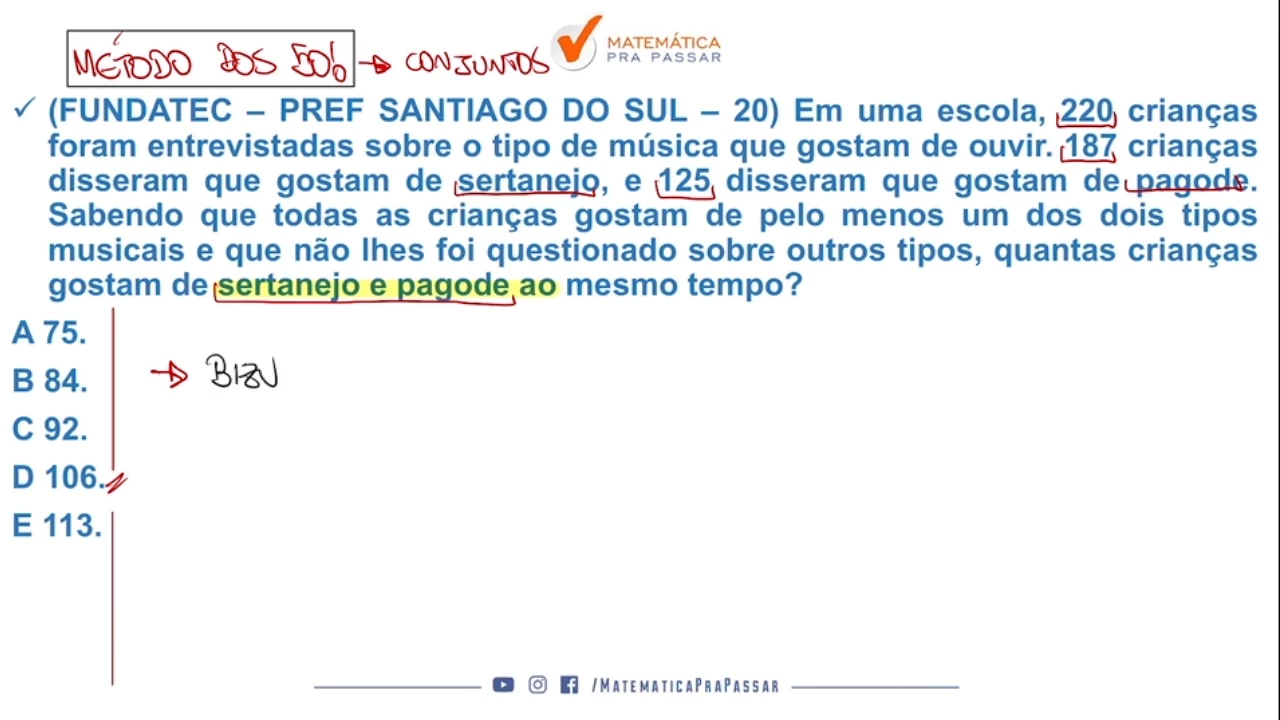 MÉTODO DOS 50% → CONJUNTOS
MATEMÁTICA
PRA PASSAR
✓ (FUNDATEC – PREF SANTIAGO DO SUL – 20) Em uma escola, 220 crianças
foram entrevistadas sobre o tipo de música que gostam de ouvir. 187 crianças
disseram que gostam de sertanejo, e 125 disseram que gostam de pagode.
Sabendo que todas as crianças gostam de pelo menos um dos dois tipos
musicais e que não lhes foi questionado sobre outros tipos, quantas crianças
gostam de sertanejo e pagode ao mesmo tempo?
A 75.
→ BIZU
B 84.
C 92.
D 106.
E 113.
/MATEMATICAPRAPASSAR